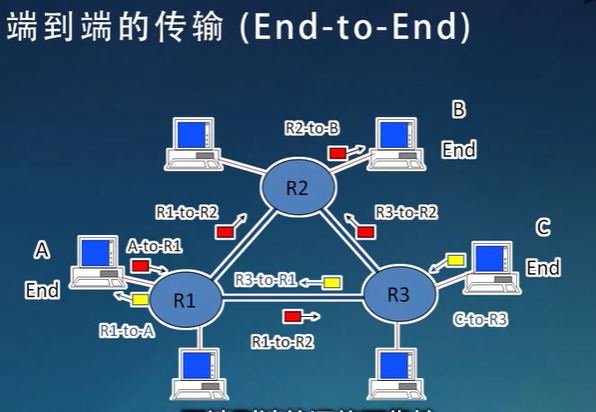 端到端的传输 (End-to-End)
B
R2-to-B
End
R2
R1-to-R2
R3-to-R2
C
A
A-to-R1
End
R3-to-R1
End
R1
R3
R1-to-A
R1-to-R2
C-to-R3